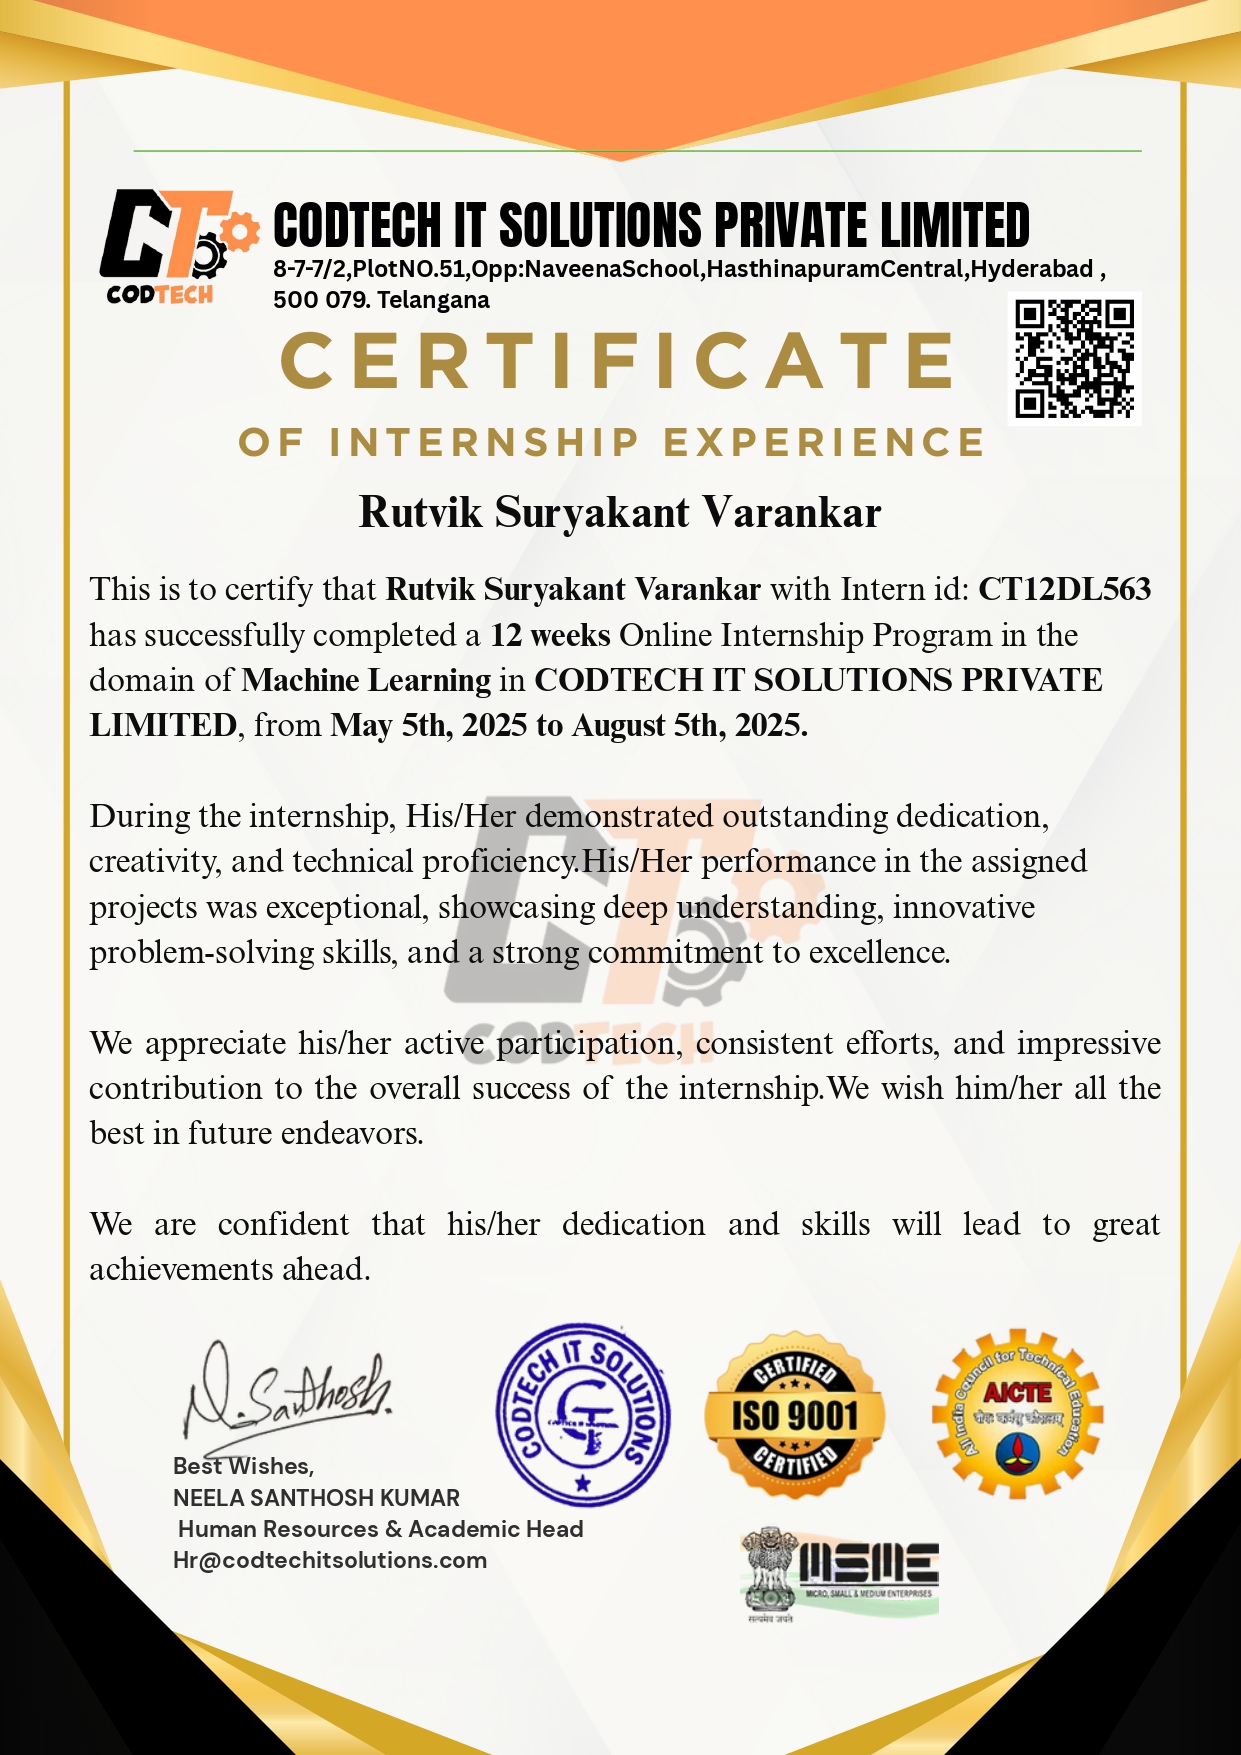 CT
CODTECH
CODTECH IT SOLUTIONS PRIVATE LIMITED
8-7-7/2,PlotNO.51,Opp:NaveenaSchool,HasthinapuramCentral,Hyderabad ,
500 079. Telangana
CERTIFICATE
OF INTERNSHIP EXPERIENCE
Rutvik Suryakant Varankar
This is to certify that Rutvik Suryakant Varankar with Intern id: CT12DL563
has successfully completed a 12 weeks Online Internship Program in the
domain of Machine Learning in CODTECH IT SOLUTIONS PRIVATE
LIMITED, from May 5th, 2025 to August 5th, 2025.
During the internship, His/Her demonstrated outstanding dedication,
creativity, and technical proficiency.His/Her performance in the assigned
projects was exceptional, showcasing deep understanding, innovative
problem-solving skills, and a strong commitment to excellence.
CT
CODTECH
We appreciate his/her active participation, consistent efforts, and impressive
contribution to the overall success of the internship.We wish him/her all the
best in future endeavors.
We are confident that his/her dedication and skills will lead to great
achievements ahead.
N.Santhosh.
Best Wishes,
NEELA SANTHOSH KUMAR
Human Resources & Academic Head
Hr@codtechitsolutions.com
CODTECH IT SOLUTIONS
CERTIFIED
ISO 9001
CERTIFIED
All India Council for Technical Education
AICTE
MSME
MICRO, SMALL & MEDIUM ENTERPRISES
सत्यमेव जयते